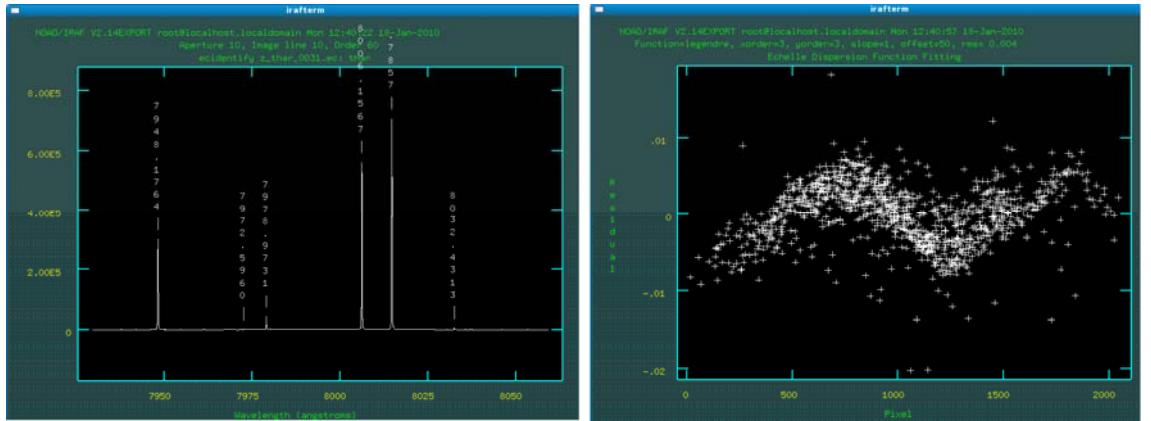 irafterm
NOAO/IRAF V2.14EXPORT root@localhost.localdomain Mon 12:40:22 18-Jan-2010
Aperture 10, Image line 10, Order 60
ecidentify z_thar_0031.ec: thar
8.00E5
6.00E5
4.00E5
2.00E5
0
7948.1764
7972.5960
7978.9731
8006.1567
7857
8032.4313
7950
7975
8000
8025
8050
Wavelength (angstroms)
irafterm
NOAO/IRAF V2.14EXPORT root@localhost.localdomain Mon 12:40:57 18-Jan-2010
Function=legendre, xorder=3, yorder=3, slope=1, offset=50, rms= 0.004
Echelle Dispersion Function Fitting
.01
0
-.01
-.02
Residual
0
500
1000
1500
2000
Pixel